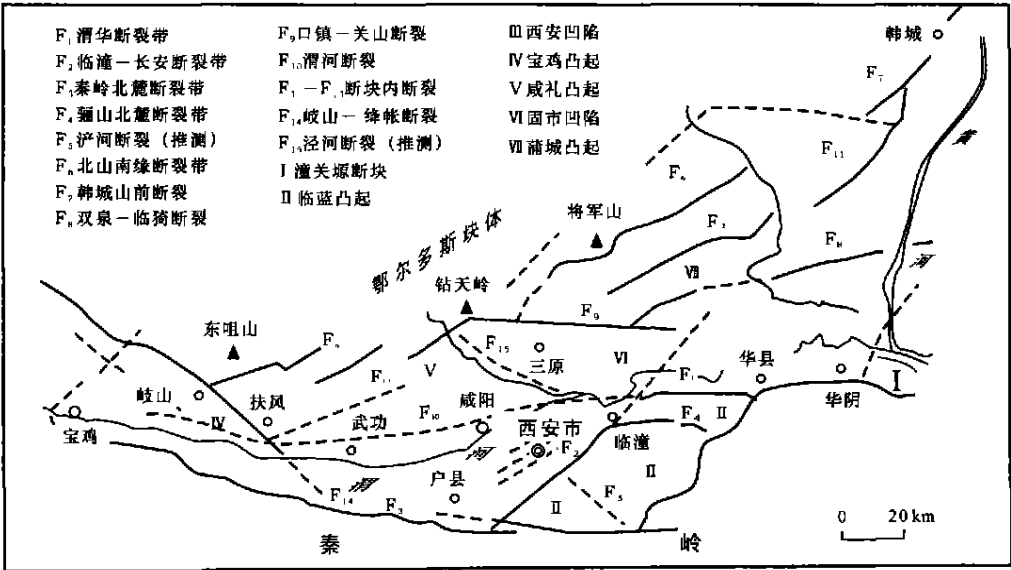 F₁渭华断裂带
F₂临潼－长安断裂带
F₃秦岭北麓断裂带
F₄骊山北麓断裂带
F₅浐河断裂（推测）
F₆北山南缘断裂带
F₇韩城山前断裂
F₈双泉－临猗断裂
F₉口镇－关山断裂
F₁₀渭河断裂
断块内断裂
F₁₄岐山－绛帐断裂
F₁₅泾河断裂（推测）
Ⅰ潼关塬断块
Ⅱ临蓝凸起
Ⅲ西安凹陷
Ⅳ宝鸡凸起
Ⅴ咸礼凸起
Ⅵ固市凹陷
Ⅶ蒲城凸起
韩城
F₇
黄
F₁₁
F₆
将军山
鄂尔多斯块体
F₈
河
Ⅶ
钻天岭
F₉
东咀山
F₁₅
三原
Ⅵ
华县
Ⅴ
F₁
Ⅰ
岐山
扶风
华阴
宝鸡
Ⅳ
武功
F₁₀
咸阳
F₄
Ⅱ
西安市
临潼
渭
河
F₂
Ⅱ
户县
F₁₄
F₃
F₅
Ⅱ
0 20 km
秦
岭